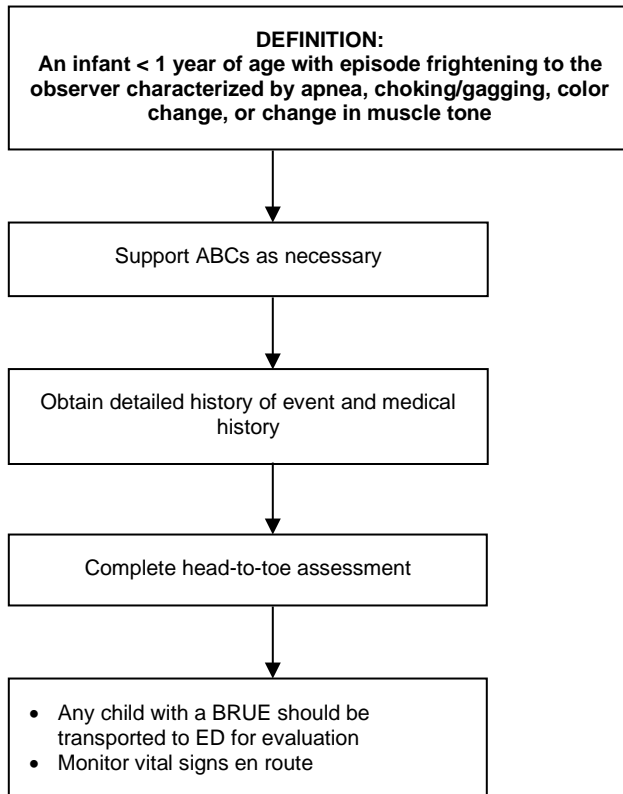 DEFINITION:
An infant < 1 year of age with episode frightening to the
observer characterized by apnea, choking/gagging, color
change, or change in muscle tone
Support ABCs as necessary
Obtain detailed history of event and medical
history
Complete head-to-toe assessment
• Any child with a BRUE should be
transported to ED for evaluation
• Monitor vital signs en route